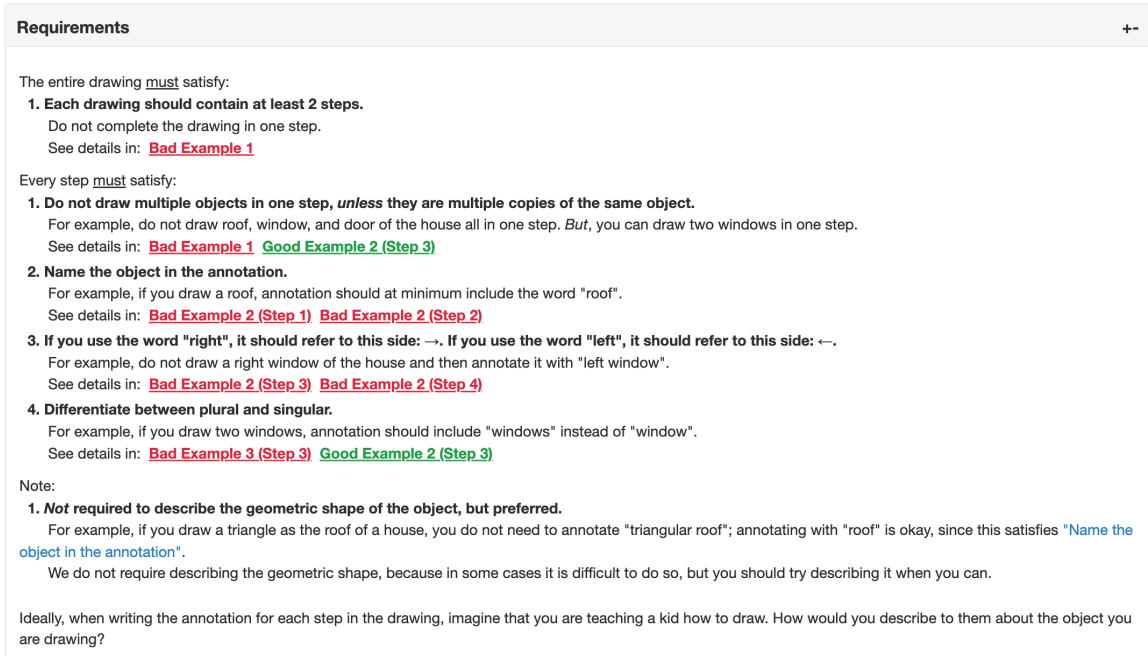 Requirements
+-
The entire drawing must satisfy:
1. Each drawing should contain at least 2 steps.
Do not complete the drawing in one step.
See details in: Bad Example 1
Every step must satisfy:
1. Do not draw multiple objects in one step, unless they are multiple copies of the same object.
For example, do not draw roof, window, and door of the house all in one step. But, you can draw two windows in one step.
See details in: Bad Example 1 Good Example 2 (Step 3)
2. Name the object in the annotation.
For example, if you draw a roof, annotation should at minimum include the word "roof".
See details in: Bad Example 2 (Step 1) Bad Example 2 (Step 2)
3. If you use the word "right", it should refer to this side: →. If you use the word "left", it should refer to this side: ←.
For example, do not draw a right window of the house and then annotate it with "left window".
See details in: Bad Example 2 (Step 3) Bad Example 2 (Step 4)
4. Differentiate between plural and singular.
For example, if you draw two windows, annotation should include "windows" instead of "window".
See details in: Bad Example 3 (Step 3) Good Example 2 (Step 3)
Note:
1. Not required to describe the geometric shape of the object, but preferred.
For example, if you draw a triangle as the roof of a house, you do not need to annotate "triangular roof"; annotating with "roof" is okay, since this satisfies "Name the
object in the annotation".
We do not require describing the geometric shape, because in some cases it is difficult to do so, but you should try describing it when you can.
Ideally, when writing the annotation for each step in the drawing, imagine that you are teaching a kid how to draw. How would you describe to them about the object you
are drawing?